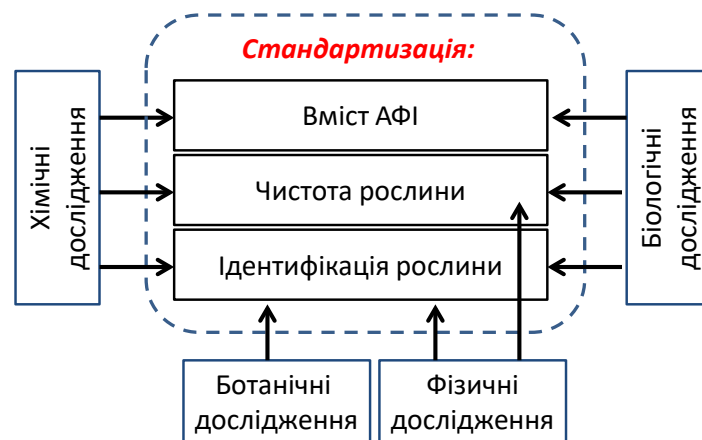 Стандартизація:
Хімічні
дослідження
Вміст АФІ
Чистота рослини
Ідентифікація рослини
Біологічні
дослідження
Ботанічні
дослідження
Фізичні
дослідження